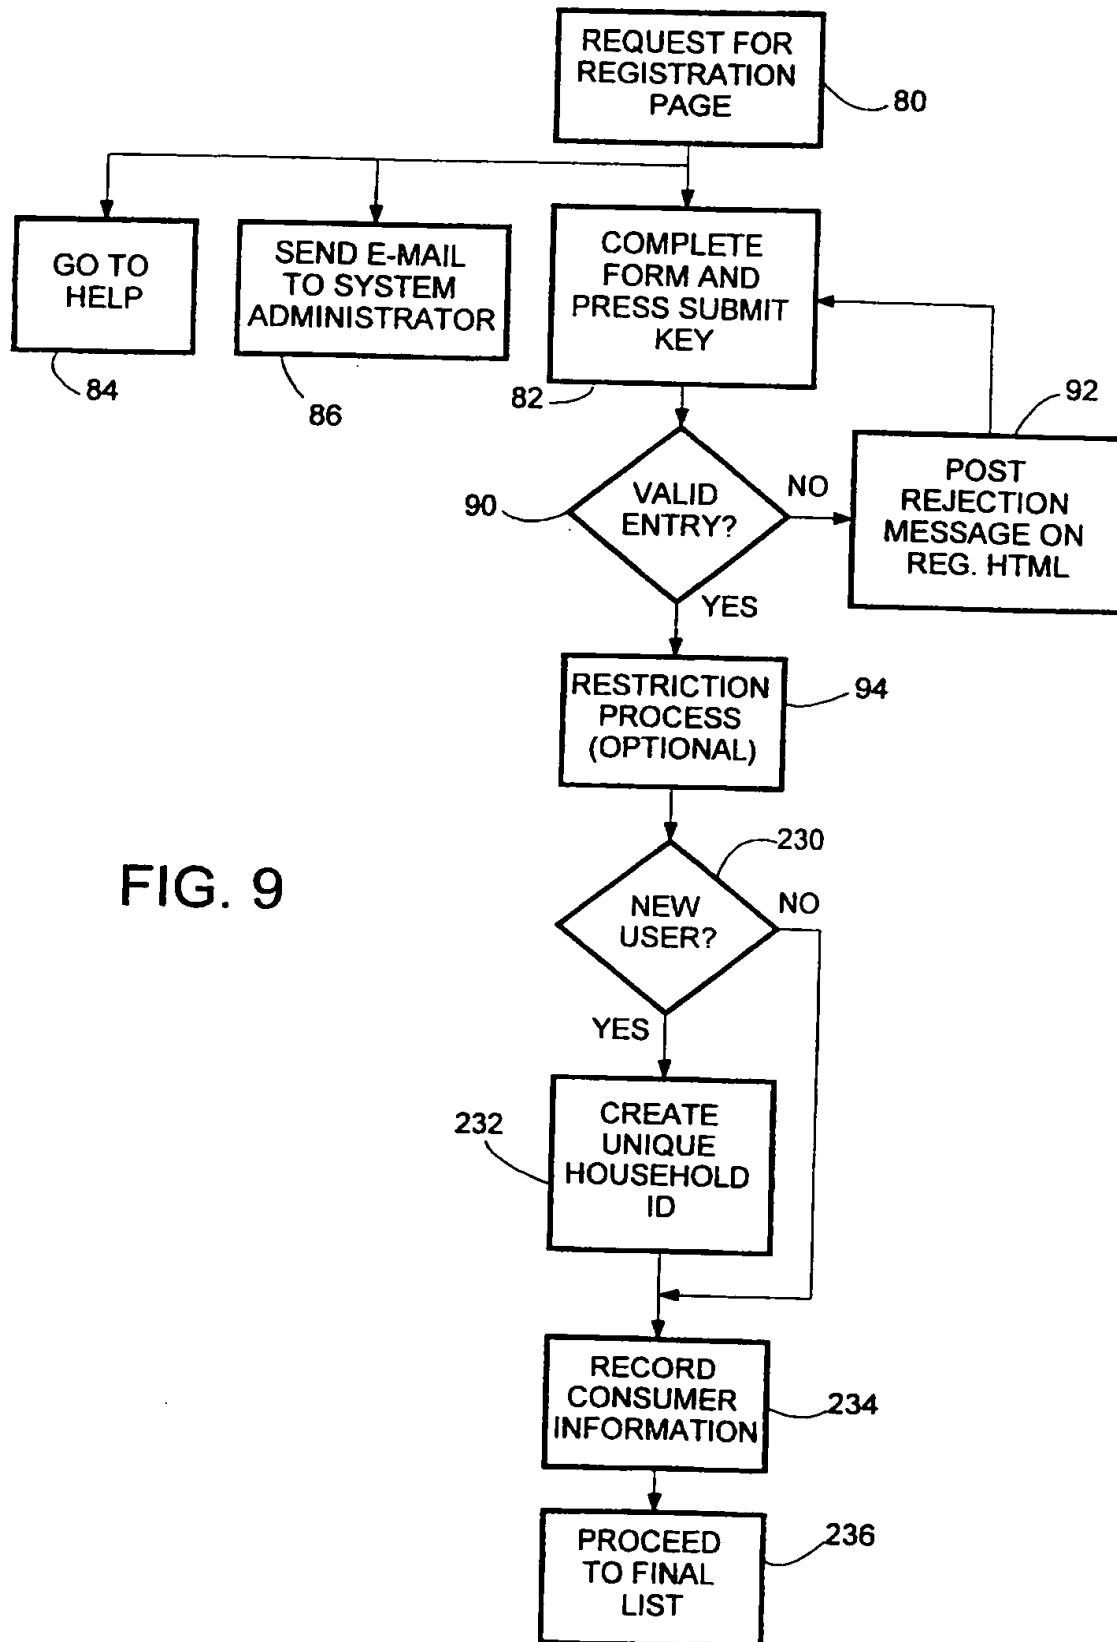 REQUEST FOR
REGISTRATION
PAGE
80
GO TO
HELP
84
SEND E-MAIL
TO SYSTEM
ADMINISTRATOR
86
COMPLETE
FORM AND
PRESS SUBMIT
KEY
82
92
POST
REJECTION
MESSAGE ON
REG. HTML
90
VALID
ENTRY?
NO
YES
RESTRICTION
PROCESS
(OPTIONAL)
94
FIG. 9
230
NEW
USER?
NO
YES
232
CREATE
UNIQUE
HOUSEHOLD
ID
RECORD
CONSUMER
INFORMATION
234
PROCEED
TO FINAL
LIST
236